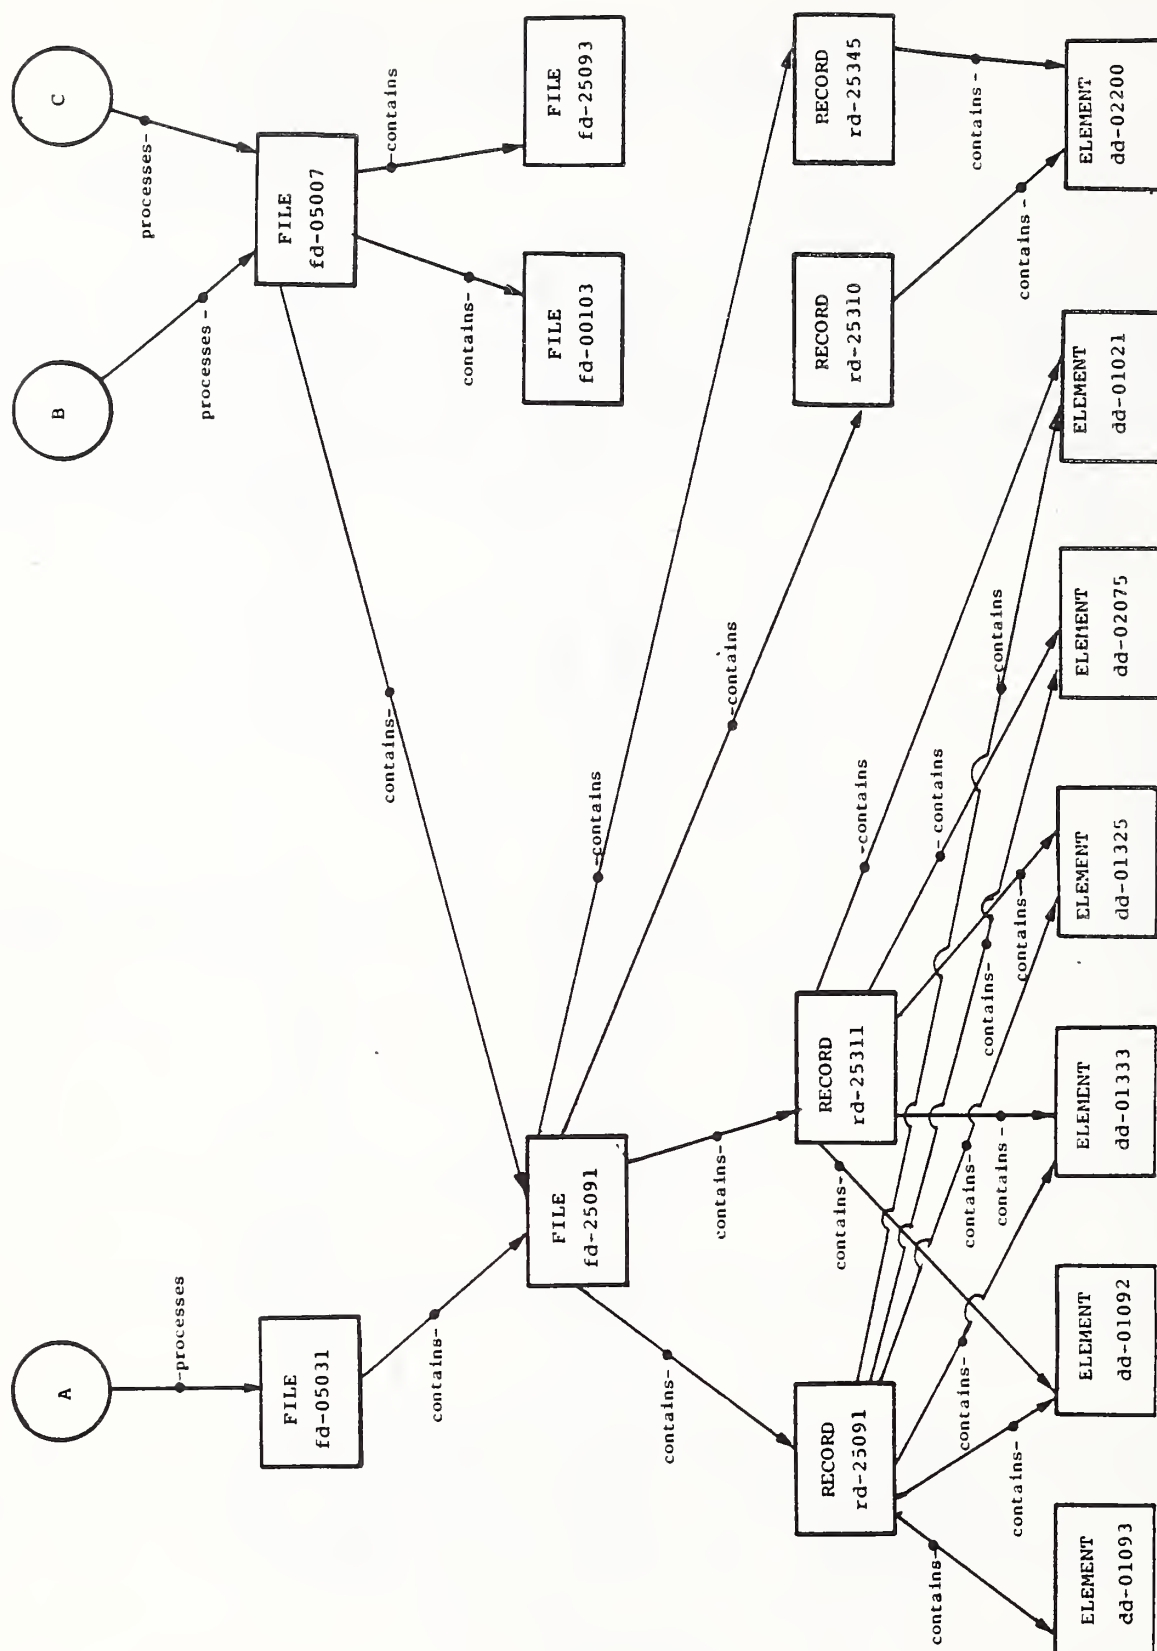 A
B
C
-processes
processes-
processes-
FILE
fd-05031
FILE
fd-05007
contains-
contains-
contains-
-contains
FILE
fd-25091
FILE
fd-00103
FILE
fd-25093
contains-
contains-
-contains
-contains
RECORD
rd-25091
RECORD
rd-25311
RECORD
rd-25310
RECORD
rd-25345
contains-
contains-
contains-
contains-
contains-
contains-
contains-
contains-
-contains
-contains
-contains
contains-
contains-
ELEMENT
dd-01093
ELEMENT
dd-01092
ELEMENT
dd-01333
ELEMENT
dd-01325
ELEMENT
dd-02075
ELEMENT
dd-01021
ELEMENT
dd-02200